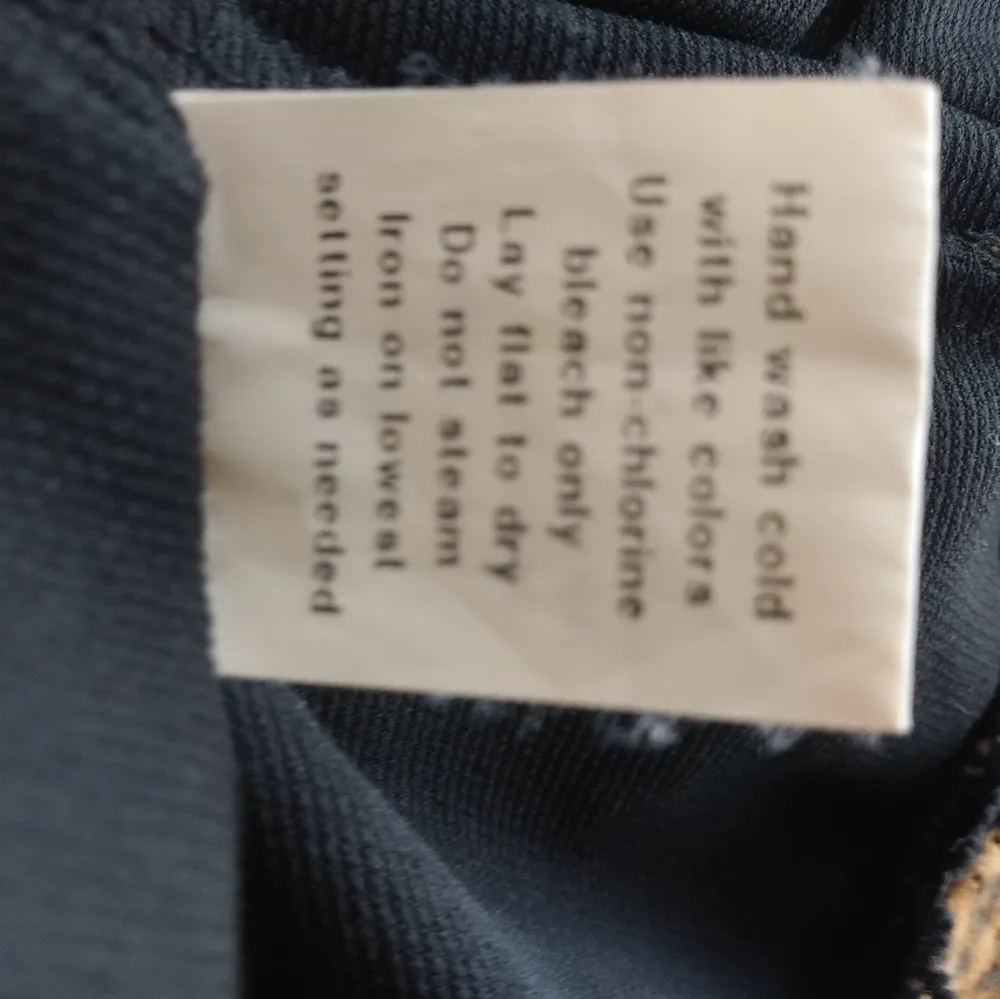 Hand wash cold
with like colors
Use non-chlorine
bleach only
Lay flat to dry
Do not steam
Iron on lowest
setting as needed